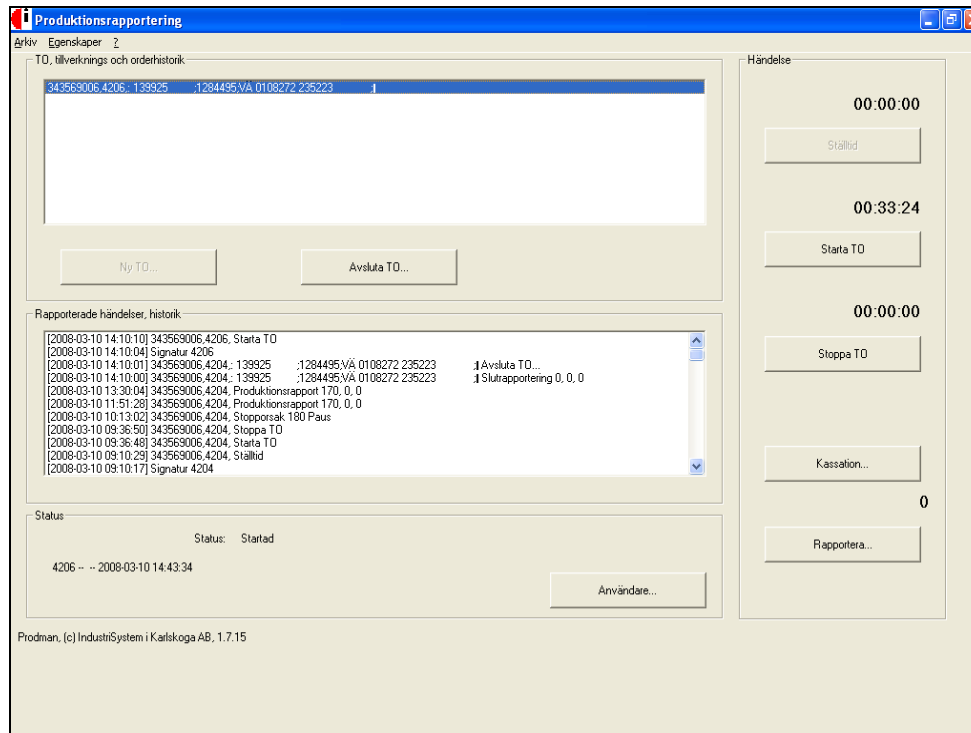 Produktionsrapportering
Arkiv Egenskaper ?
TO, tillverknings och orderhistorik
343569006,4206,: 139925 ;1284495;VÄ 0108272 235223 ;|
Ny TO...
Avsluta TO...
Rapporterade händelser, historik
[2008-03-10 14:10:10] 343569006,4206, Starta TO
[2008-03-10 14:10:04] Signatur 4206
[2008-03-10 14:10:01] 343569006,4204,: 139925 ;1284495;VÄ 0108272 235223 ;| Avsluta TO...
[2008-03-10 14:10:00] 343569006,4204,: 139925 ;1284495;VÄ 0108272 235223 ;| Slutrapportering 0, 0, 0
[2008-03-10 13:30:04] 343569006,4204, Produktionsrapport 170, 0, 0
[2008-03-10 11:51:28] 343569006,4204, Produktionsrapport 170, 0, 0
[2008-03-10 10:13:02] 343569006,4204, Stopporsak 180 Paus
[2008-03-10 09:36:50] 343569006,4204, Stoppa TO
[2008-03-10 09:36:48] 343569006,4204, Starta TO
[2008-03-10 09:10:29] 343569006,4204, Ställtid
[2008-03-10 09:10:17] Signatur 4204
Status
Status: Startad
4206 -- -- 2008-03-10 14:43:34
Användare...
Händelse
00:00:00
Ställtid
00:33:24
Starta TO
00:00:00
Stoppa TO
Kassation...
0
Rapportera...
Prodman, (c) IndustriSystem i Karlskoga AB, 1.7.15